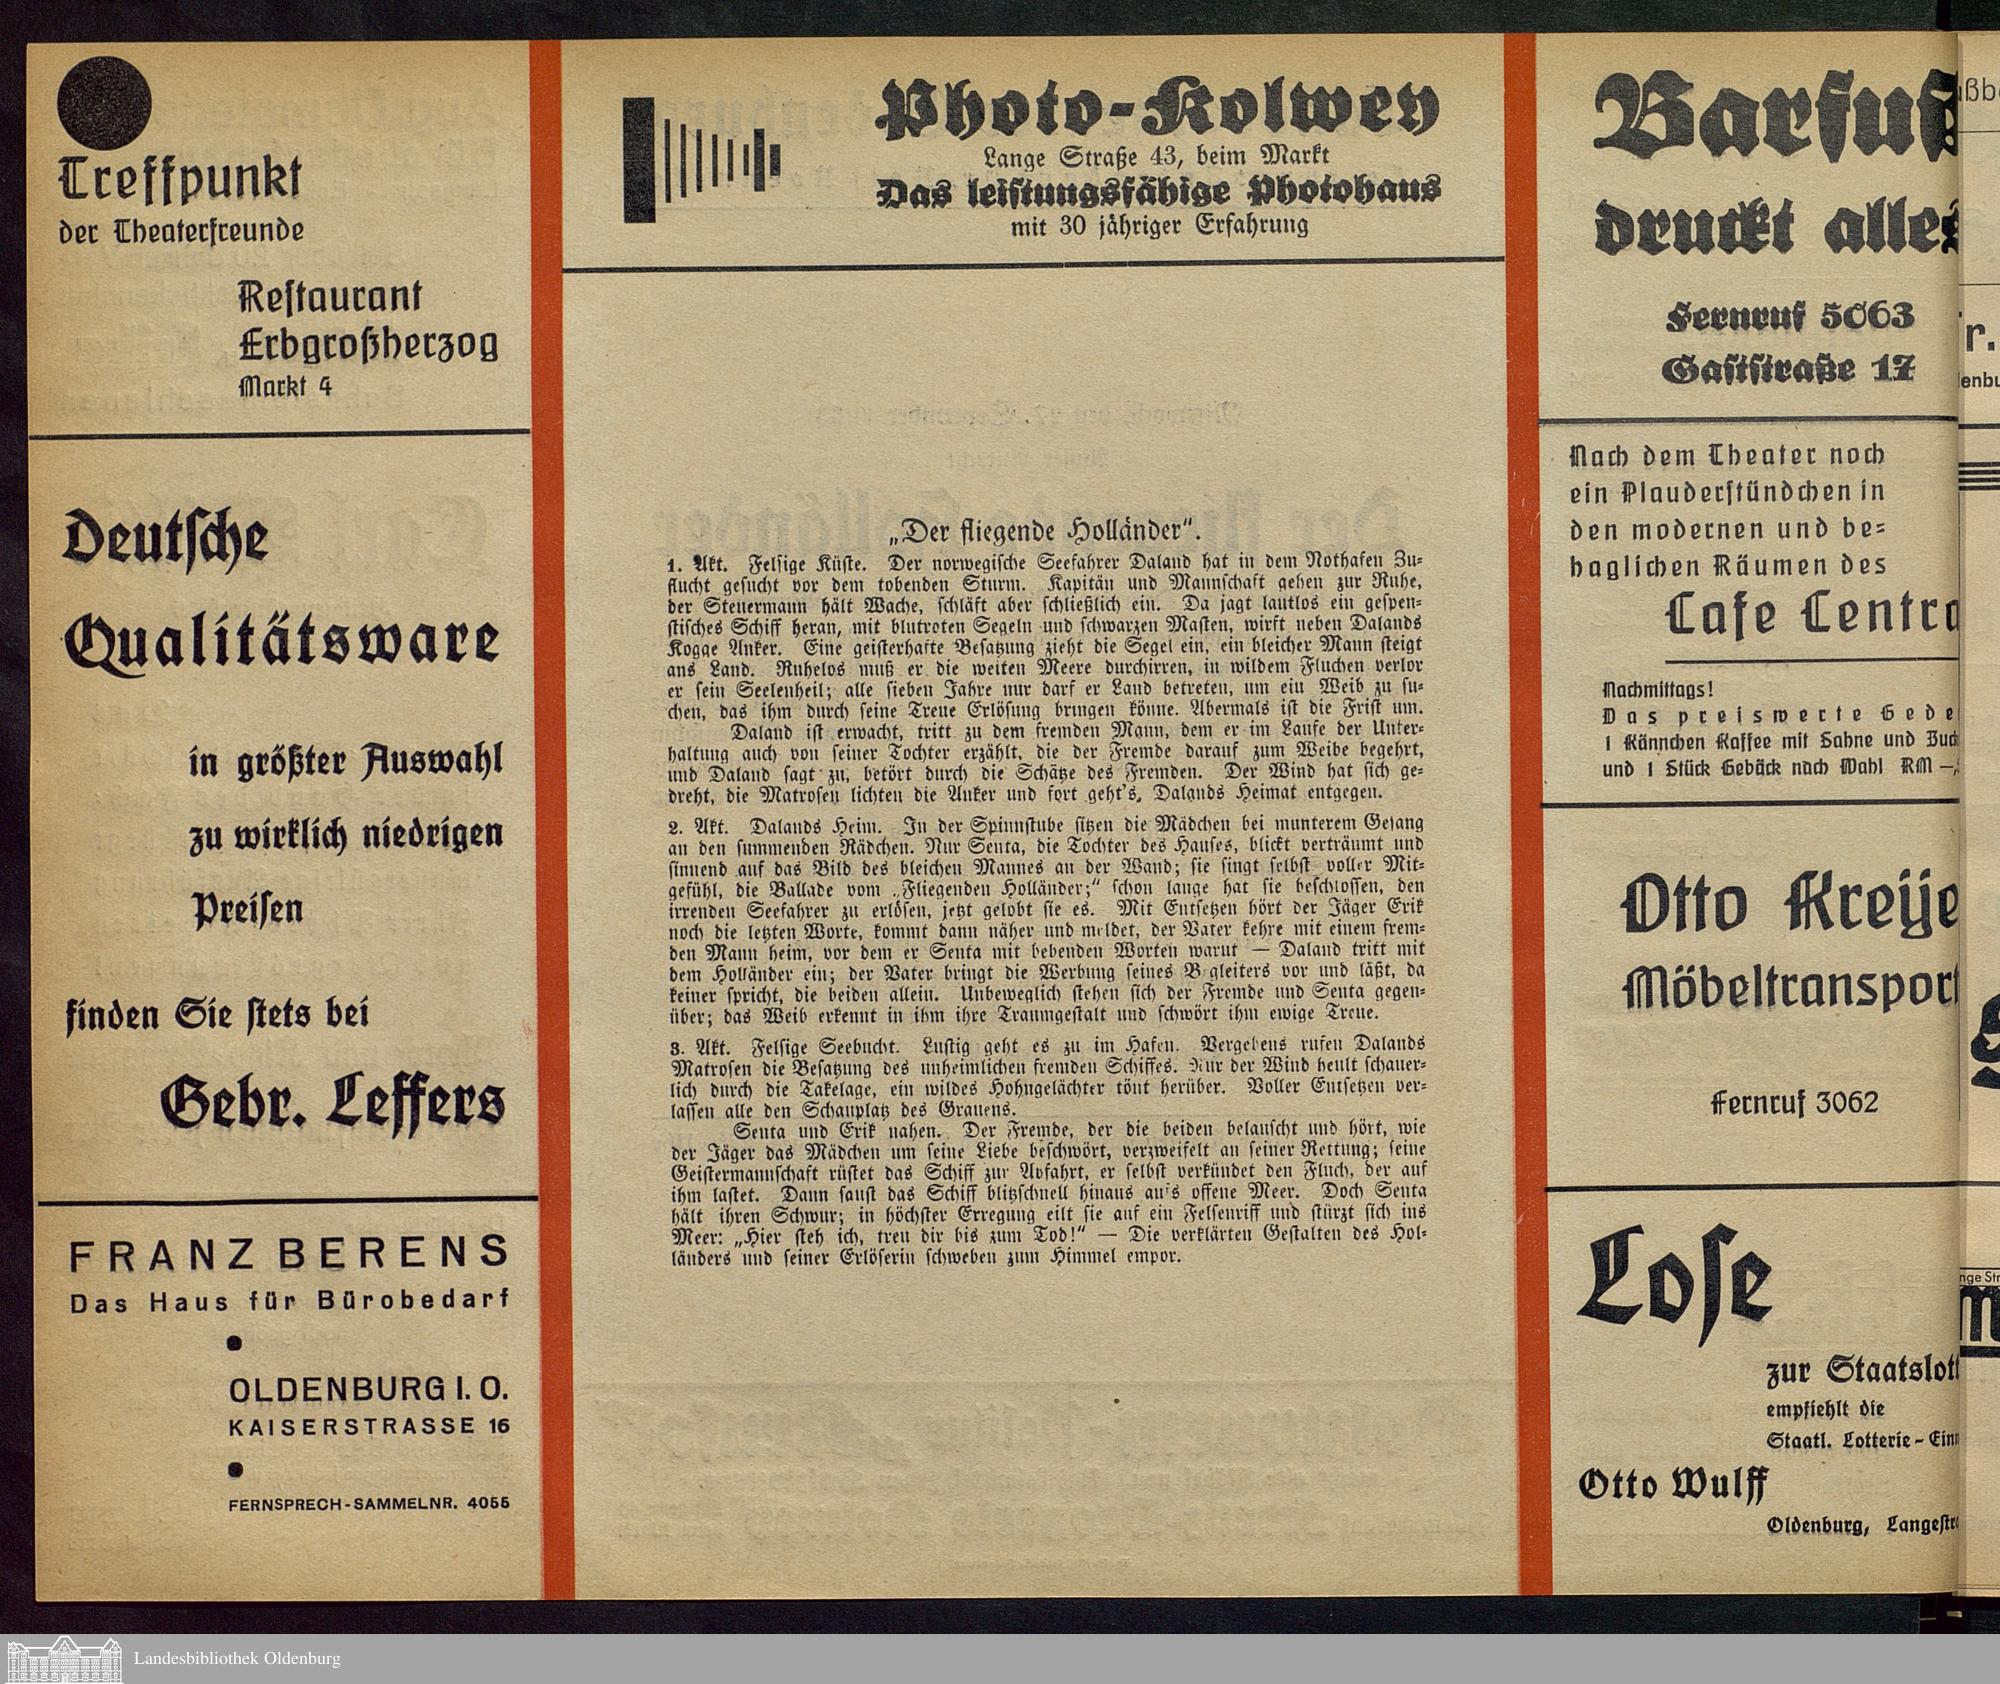 Treffpunkt
der Theaterfreunde
Restaurant
Erbgroßherzog
Markt 4
Deutsche
Qualitätsware
in größter Auswahl
zu wirklich niedrigen
Preisen
finden Sie stets bei
Gebr. Leffers
FRANZ BERENS
Das Haus für Bürobedarf
OLDENBURG I. O.
KAISERSTRASSE 16
FERNSPRECH-SAMMELNR. 4055
Photo-Kolwey
Lange Straße 43, beim Markt
Das leistungsfähige Photohaus
mit 30 jähriger Erfahrung
„Der fliegende Holländer“.
1. Akt. Felsige Küste. Der norwegische Seefahrer Daland hat in dem Nothafen Zu-
flucht gesucht vor dem tobenden Sturm. Kapitän und Mannschaft gehen zur Ruhe,
der Steuermann hält Wache, schläft aber schließlich ein. Da jagt lautlos ein gespen-
stisches Schiff heran, mit blutroten Segeln und schwarzen Masten, wirft neben Dalands
Kogge Anker. Eine geisterhafte Besatzung zieht die Segel ein, ein bleicher Mann steigt
ans Land. Ruhelos muß er die weiten Meere durchirren, in wildem Fluchen verlor
er sein Seelenheil; alle sieben Jahre nur darf er Land betreten, um ein Weib zu su-
chen, das ihm durch seine Treue Erlösung bringen könne. Abermals ist die Frist um.
Daland ist erwacht, tritt zu dem fremden Mann, dem er im Laufe der Unter-
haltung auch von seiner Tochter erzählt, die der Fremde darauf zum Weibe begehrt,
und Daland sagt zu, betört durch die Schätze des Fremden. Der Wind hat sich ge-
dreht, die Matrosen lichten die Anker und fort geht's, Dalands Heimat entgegen.
2. Akt. Dalands Heim. In der Spinnstube sitzen die Mädchen bei munterem Gesang
an den summenden Rädchen. Nur Senta, die Tochter des Hauses, blickt verträumt und
sinnend auf das Bild des bleichen Mannes an der Wand; sie singt selbst voller Mit-
gefühl, die Ballade vom „Fliegenden Holländer;“ schon lange hat sie beschlossen, den
irrenden Seefahrer zu erlösen, jetzt gelobt sie es. Mit Entsetzen hört der Jäger Erik
noch die letzten Worte, kommt dann näher und meldet, der Vater kehre mit einem frem-
den Mann heim, vor dem er Senta mit bebenden Worten warnt — Daland tritt mit
dem Holländer ein; der Vater bringt die Werbung seines Begleiters vor und läßt, da
keiner spricht, die beiden allein. Unbeweglich stehen sich der Fremde und Senta gegen-
über; das Weib erkennt in ihm ihre Traumgestalt und schwört ihm ewige Treue.
3. Akt. Felsige Seebucht. Lustig geht es zu im Hafen. Vergebens rufen Dalands
Matrosen die Besatzung des unheimlichen fremden Schiffes. Nur der Wind heult schauer-
lich durch die Takelage, ein wildes Hohngelächter tönt herüber. Voller Entsetzen ver-
lassen alle den Schauplatz des Grauens.
Senta und Erik nahen. Der Fremde, der die beiden belauscht und hört, wie
der Jäger das Mädchen um seine Liebe beschwört, verzweifelt an seiner Rettung; seine
Geistermannschaft rüstet das Schiff zur Abfahrt, er selbst verkündet den Fluch, der auf
ihm lastet. Dann saust das Schiff blitzschnell hinaus auf's offene Meer. Doch Senta
hält ihren Schwur; in höchster Erregung eilt sie auf ein Felsenriff und stürzt sich ins
Meer: „Hier steh ich, treu dir bis zum Tod!“ — Die verklärten Gestalten des Hol-
länders und seiner Erlöserin schweben zum Himmel empor.
Barfuß
druckt alles
Fernruf 5063
Gaststraße 17
Nach dem Theater noch
ein Plauderstündchen in
den modernen und be-
haglichen Räumen des
Cafe Centra
Nachmittags!
Das preiswerte Gede
1 Kännchen Kaffee mit Sahne und Zuck
und 1 Stück Gebäck nach Wahl RM —,
Otto Kreye
Möbeltransport
Fernruf 3062
Lose
zur Staatslott
empfiehlt die
Staatl. Lotterie-Einn
Otto Wulff
Oldenburg, Langestr
Landesbibliothek Oldenburg